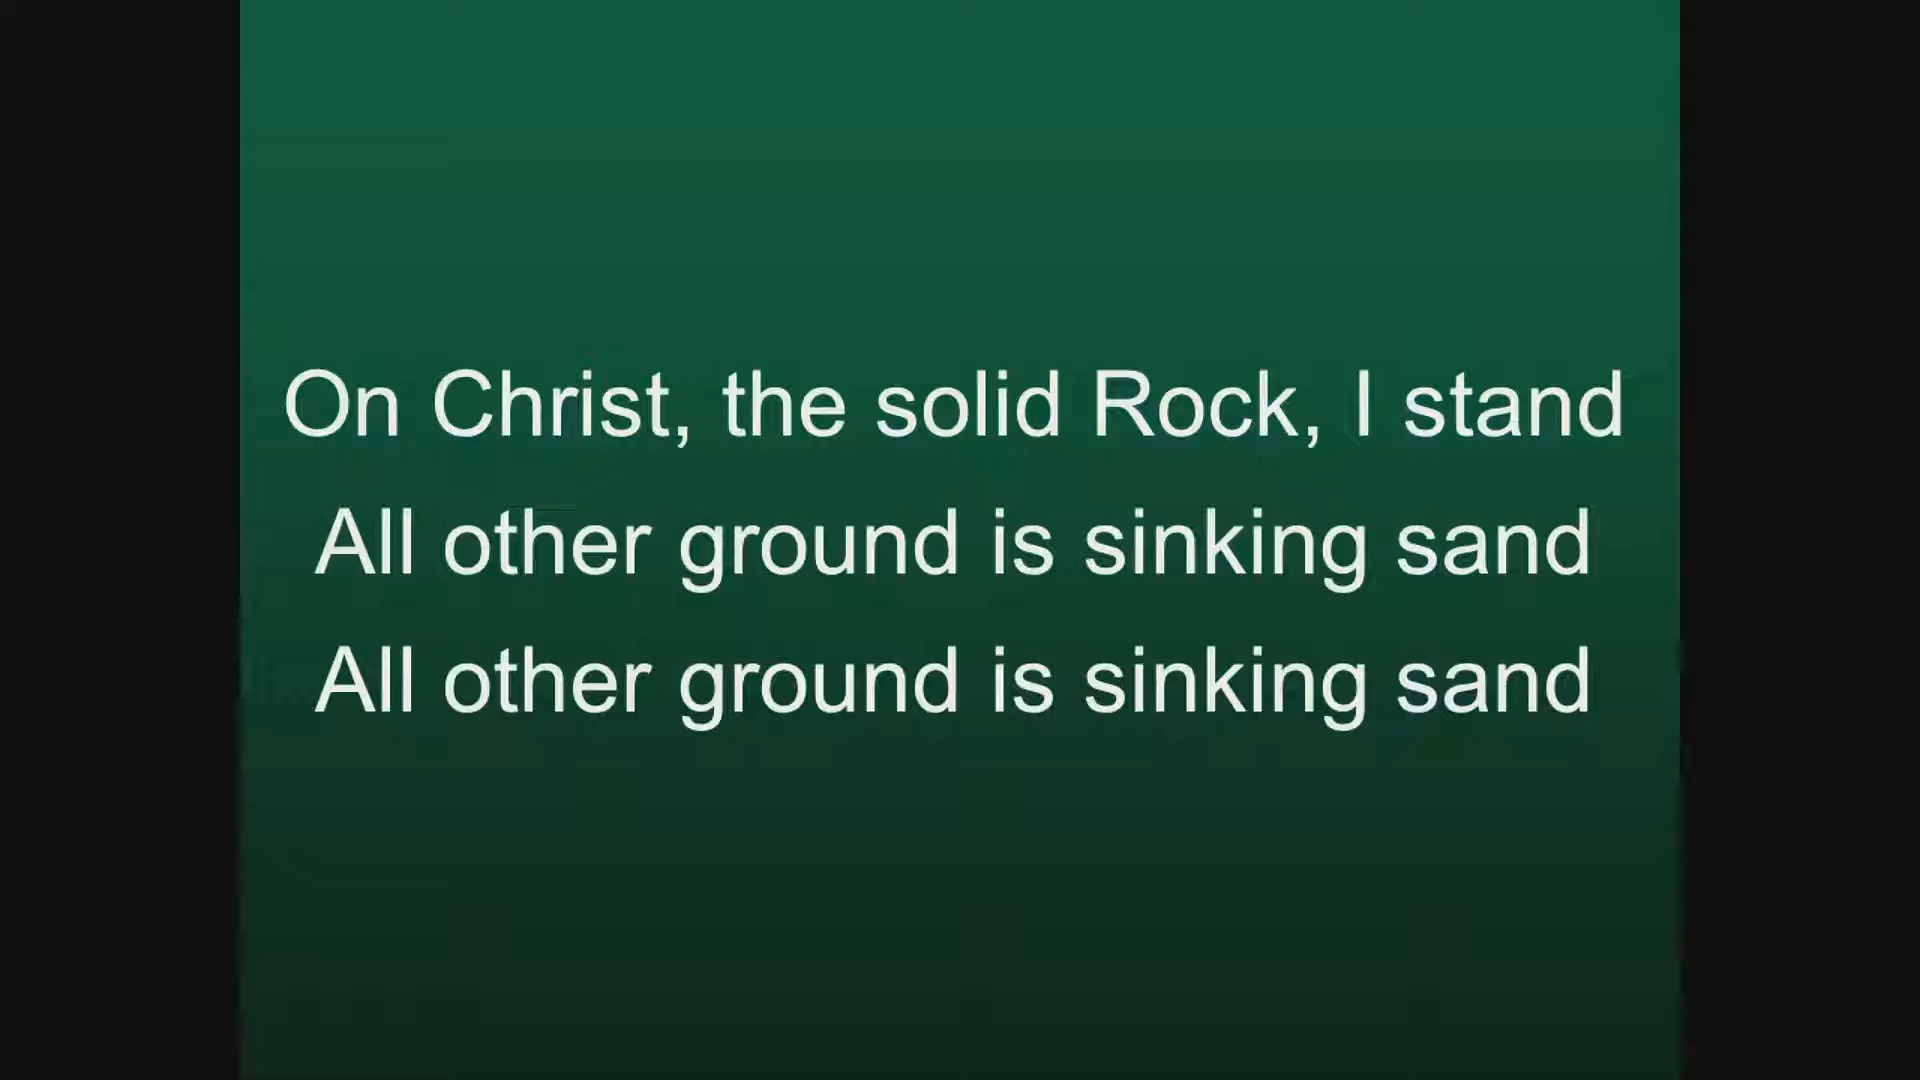 On Christ, the solid Rock, I stand
All other ground is sinking sand
All other ground is sinking sand